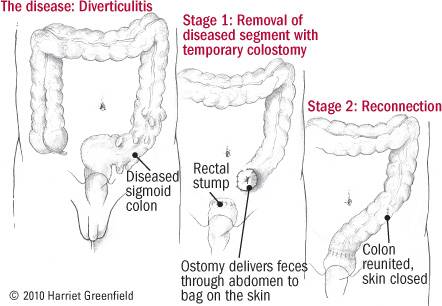 The disease: Diverticulitis
Diseased
sigmoid
colon
Stage 1: Removal of
diseased segment with
temporary colostomy
Rectal
stump
Ostomy delivers feces
through abdomen to
bag on the skin
Stage 2: Reconnection
Colon
reunited,
skin closed
© 2010 Harriet Greenfield